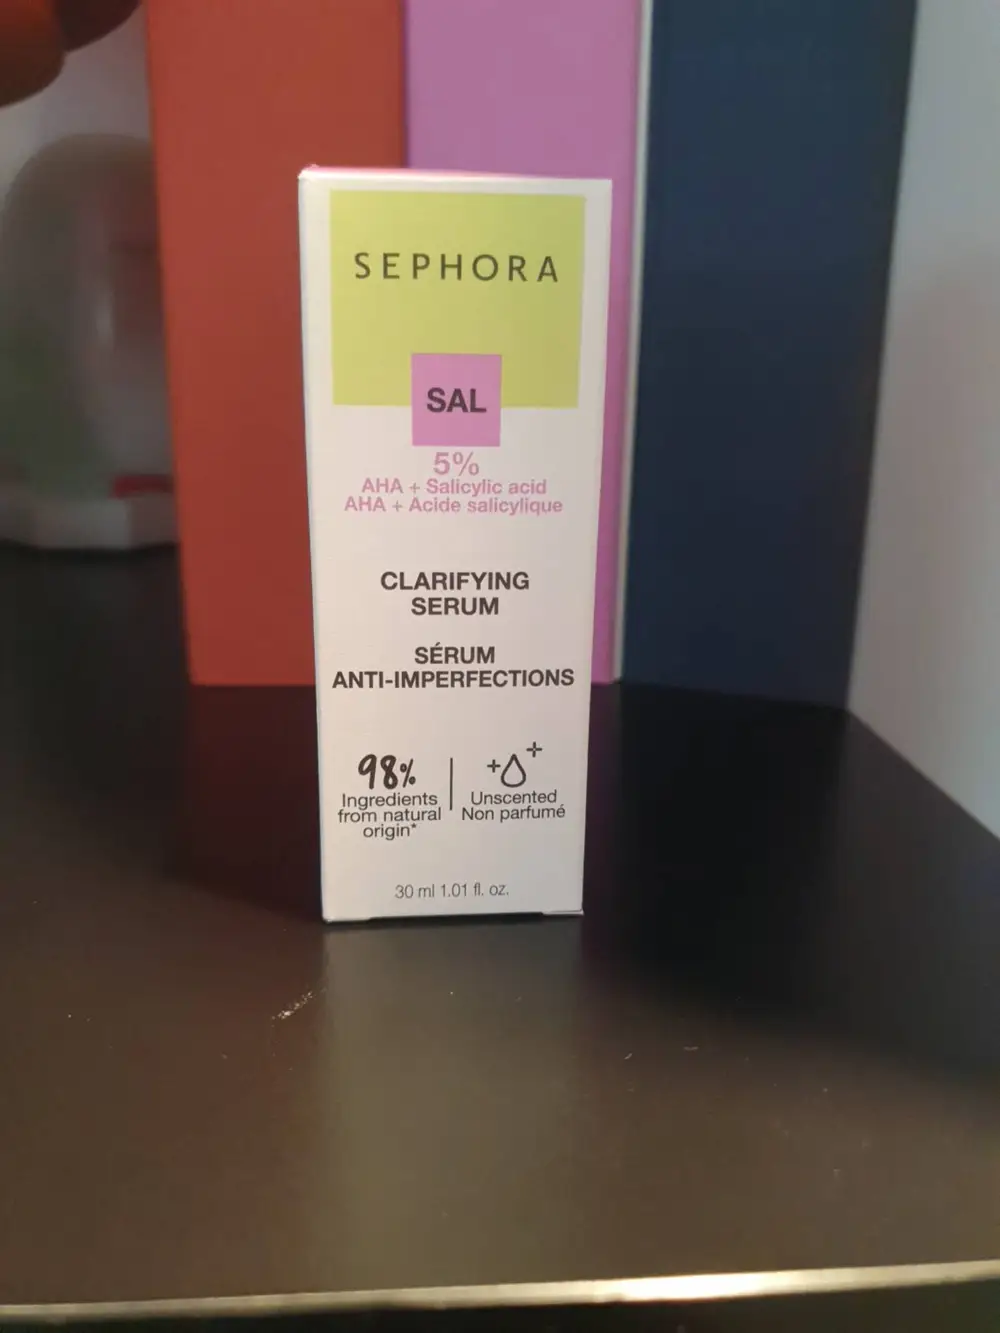 SEPHORA
SAL
5%
AHA + Salicylic acid
AHA + Acide salicylique
CLARIFYING
SERUM
SÉRUM
ANTI-IMPERFECTIONS
98%
Ingredients
from natural
origin*
Unscented
Non parfumé
30 ml 1.01 fl. oz.